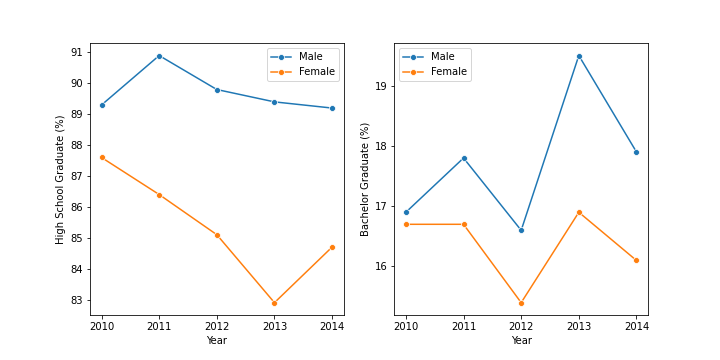 91
90
89
88
87
86
85
84
83
High School Graduate (%)
Male
Female
2010 2011 2012 2013 2014
Year
19
18
17
16
Bachelor Graduate (%)
Male
Female
2010 2011 2012 2013 2014
Year